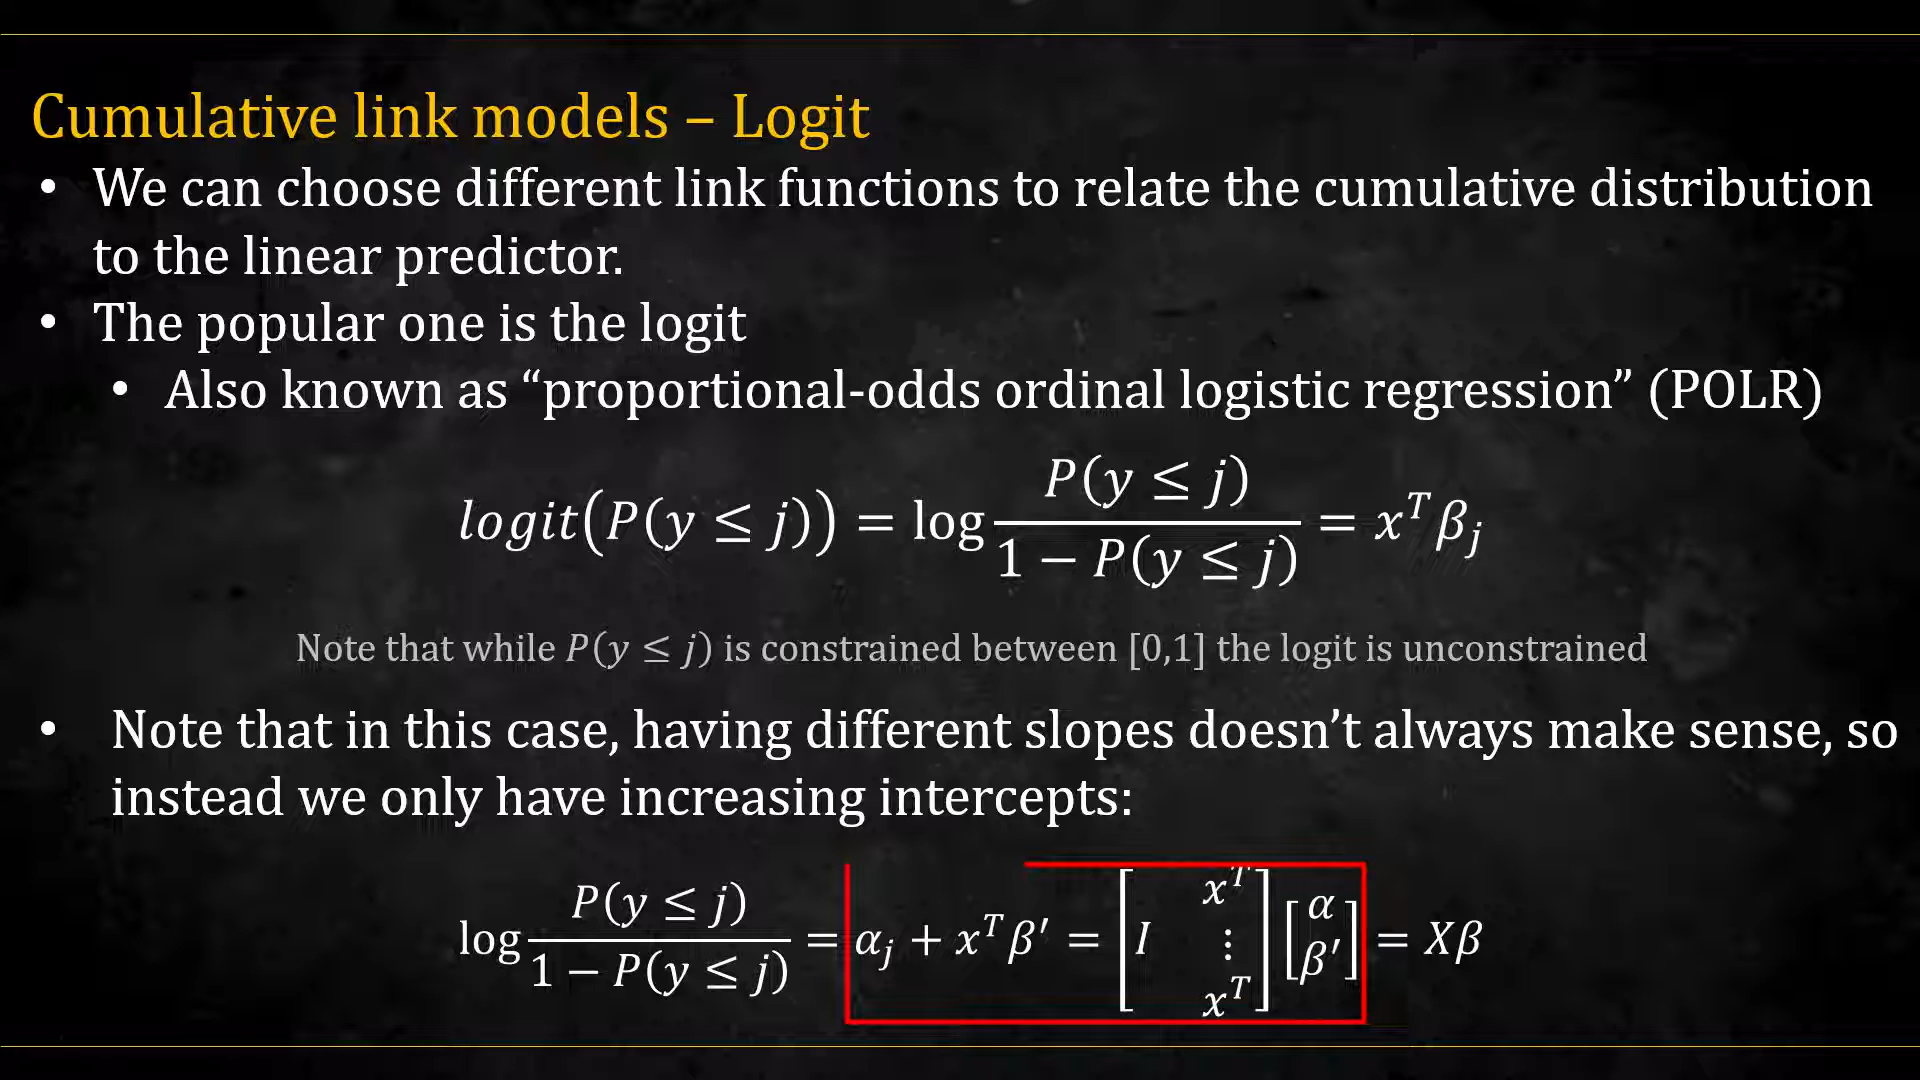 Cumulative link models – Logit
• We can choose different link functions to relate the cumulative distribution
to the linear predictor.
• The popular one is the logit
• Also known as “proportional-odds ordinal logistic regression” (POLR)
logit(P(y ≤ j)) = log P(y ≤ j) / 1 − P(y ≤ j) = x^T β_j
Note that while P(y ≤ j) is constrained between [0,1] the logit is unconstrained
• Note that in this case, having different slopes doesn’t always make sense, so
instead we only have increasing intercepts:
log P(y ≤ j) / 1 − P(y ≤ j) = α_j + x^T β′ = [I x^T ⋮ x^T] [α β′] = Xβ